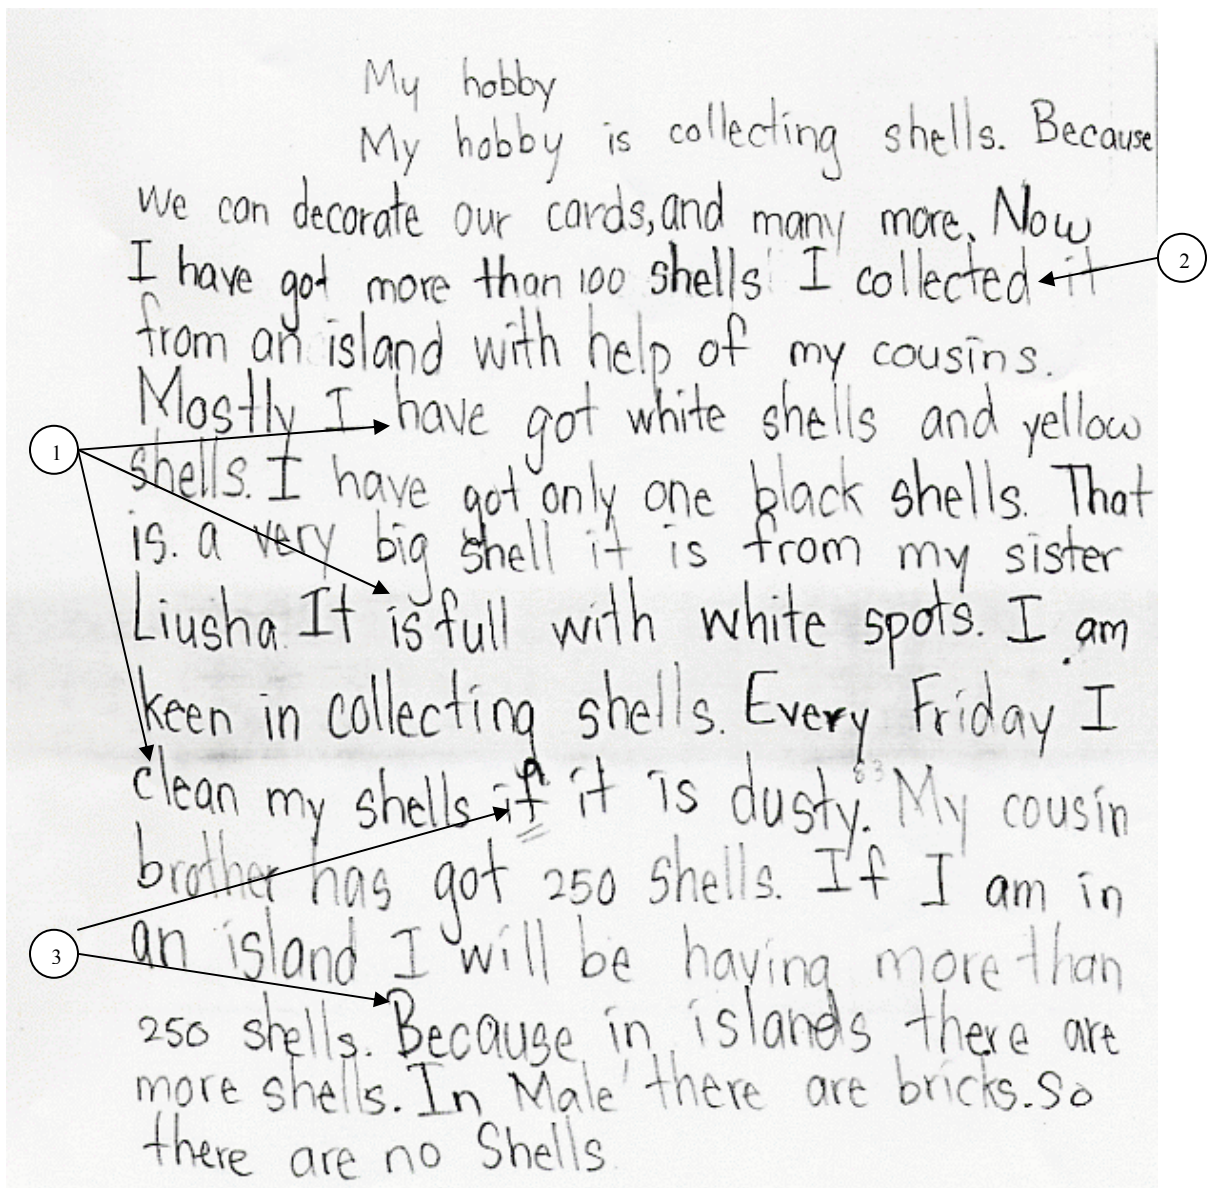 My hobby
My hobby is collecting shells. Because
we can decorate our cards, and many more. Now
I have got more than 100 shells. I collected it
2
from an island with help of my cousins.
Mostly I have got white shells and yellow
1
shells. I have got only one black shells. That
is. a very big shell it is from my sister
Liusha. It is full with white spots. I am
keen in collecting shells. Every Friday I
clean my shells if it is dusty. My cousin
brother has got 250 shells. If I am in
an island I will be having more than
3
250 shells. Because in islands there are
more shells. In Male' there are bricks. So
there are no Shells.